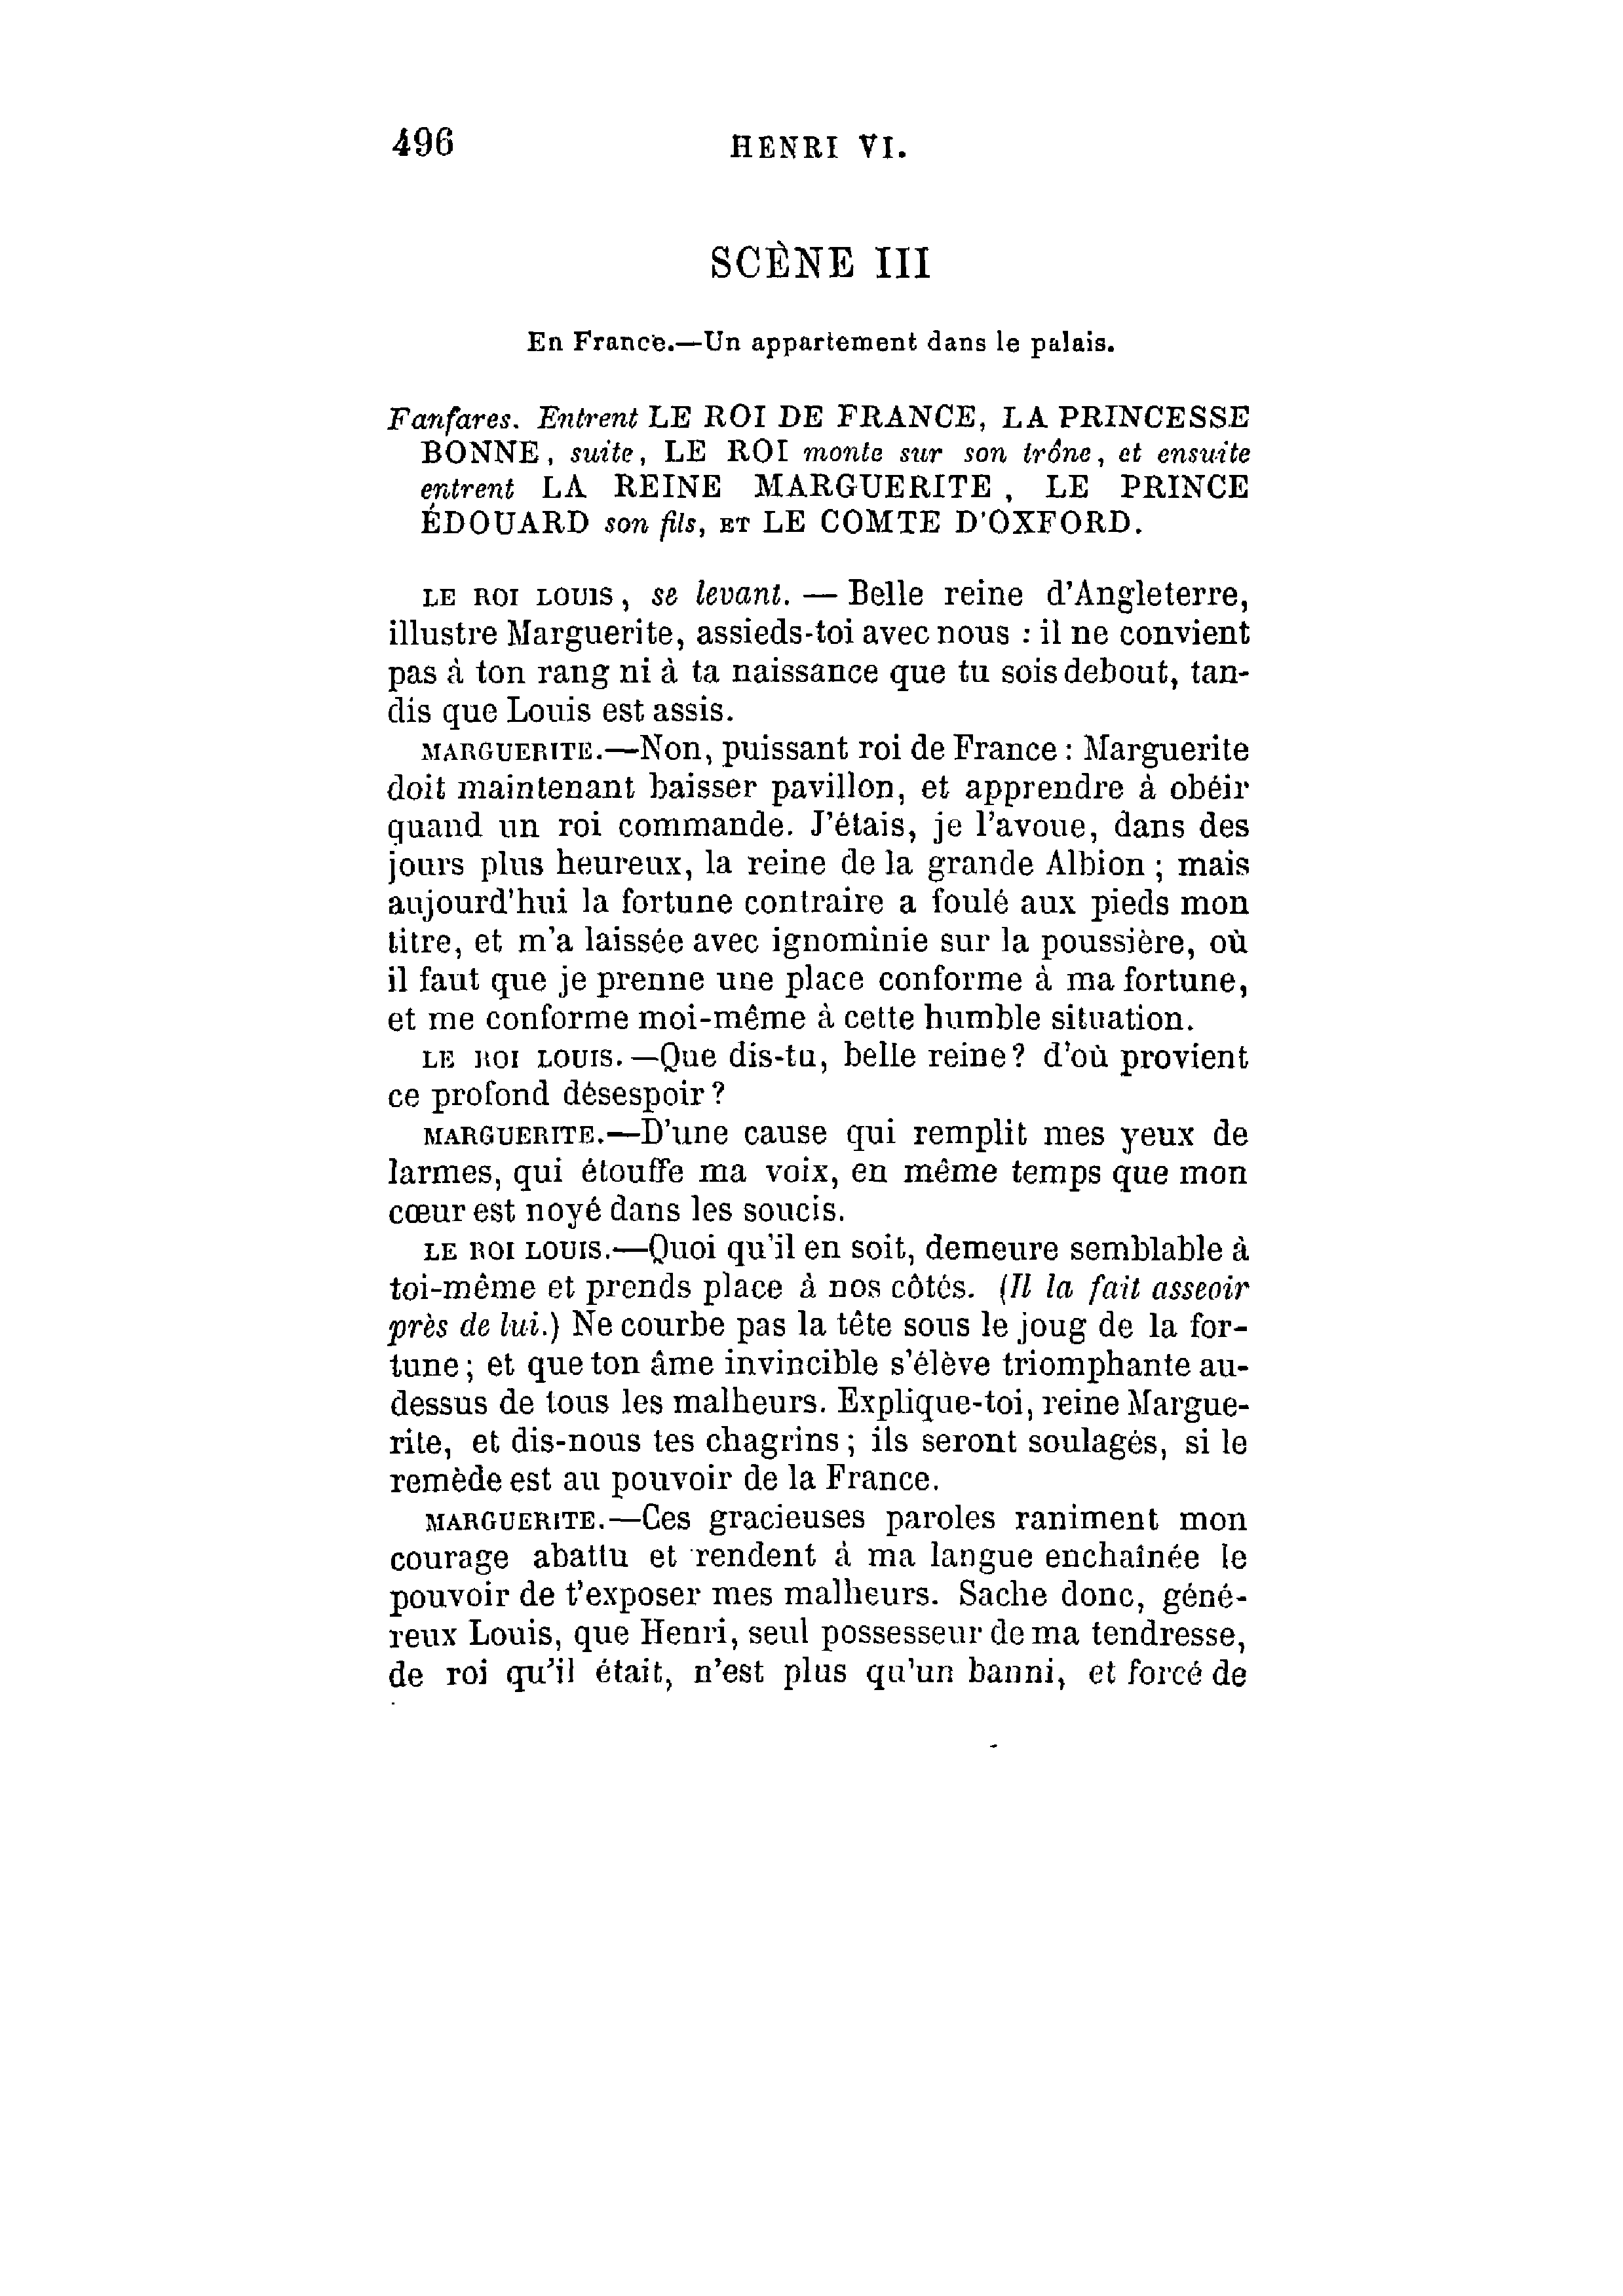 496 HENRI VI.
SCÈNE III
En France.—Un appartement dans le palais.
Fanfares. Entrent LE ROI DE FRANCE, LA PRINCESSE
BONNE, suite, LE ROI monte sur son trône, et ensuite
entrent LA REINE MARGUERITE, LE PRINCE
ÉDOUARD son fils, ET LE COMTE D'OXFORD.
LE ROI LOUIS, se levant. — Belle reine d'Angleterre,
illustre Marguerite, assieds-toi avec nous : il ne convient
pas à ton rang ni à ta naissance que tu sois debout, tan-
dis que Louis est assis.
MARGUERITE.—Non, puissant roi de France : Marguerite
doit maintenant baisser pavillon, et apprendre à obéir
quand un roi commande. J'étais, je l'avoue, dans des
jours plus heureux, la reine de la grande Albion ; mais
aujourd'hui la fortune contraire a foulé aux pieds mon
titre, et m'a laissée avec ignominie sur la poussière, où
il faut que je prenne une place conforme à ma fortune,
et me conforme moi-même à cette humble situation.
LE ROI LOUIS.—Que dis-tu, belle reine? d'où provient
ce profond désespoir?
MARGUERITE.—D'une cause qui remplit mes yeux de
larmes, qui étouffe ma voix, en même temps que mon
cœur est noyé dans les soucis.
LE ROI LOUIS.—Quoi qu'il en soit, demeure semblable à
toi-même et prends place à nos côtés. (Il la fait asseoir
près de lui.) Ne courbe pas la tête sous le joug de la for-
tune ; et que ton âme invincible s'élève triomphante au-
dessus de tous les malheurs. Explique-toi, reine Margue-
rite, et dis-nous tes chagrins ; ils seront soulagés, si le
remède est au pouvoir de la France.
MARGUERITE.—Ces gracieuses paroles raniment mon
courage abattu et rendent à ma langue enchaînée le
pouvoir de t'exposer mes malheurs. Sache donc, géné-
reux Louis, que Henri, seul possesseur de ma tendresse,
de roi qu'il était, n'est plus qu'un banni, et forcé de